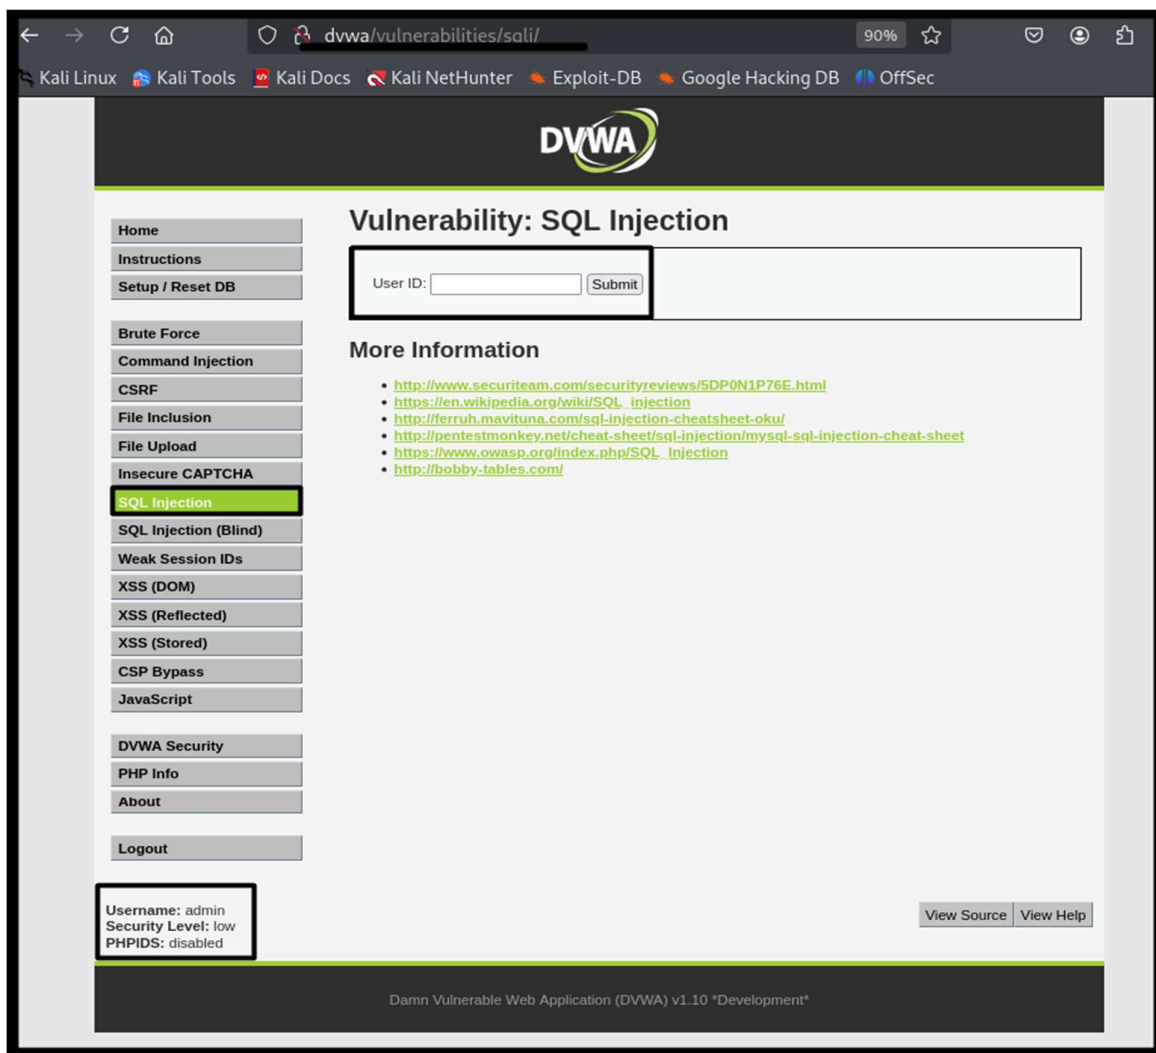 dvwa/vulnerabilities/sqli/
90%
Kali Linux Kali Tools Kali Docs Kali NetHunter Exploit-DB Google Hacking DB OffSec
DVWA
Home
Instructions
Setup / Reset DB
Brute Force
Command Injection
CSRF
File Inclusion
File Upload
Insecure CAPTCHA
SQL Injection
SQL Injection (Blind)
Weak Session IDs
XSS (DOM)
XSS (Reflected)
XSS (Stored)
CSP Bypass
JavaScript
DVWA Security
PHP Info
About
Logout
Vulnerability: SQL Injection
User ID: Submit
More Information
http://www.securiteam.com/securityreviews/5DP0N1P76E.html
https://en.wikipedia.org/wiki/SQL_injection
http://ferruh.mavituna.com/sql-injection-cheatsheet-oku/
http://pentestmonkey.net/cheat-sheet/sql-injection/mysql-sql-injection-cheat-sheet
https://www.owasp.org/index.php/SQL_Injection
http://bobby-tables.com/
Username: admin
Security Level: low
PHPIDS: disabled
View Source View Help
Damn Vulnerable Web Application (DVWA) v1.10 *Development*